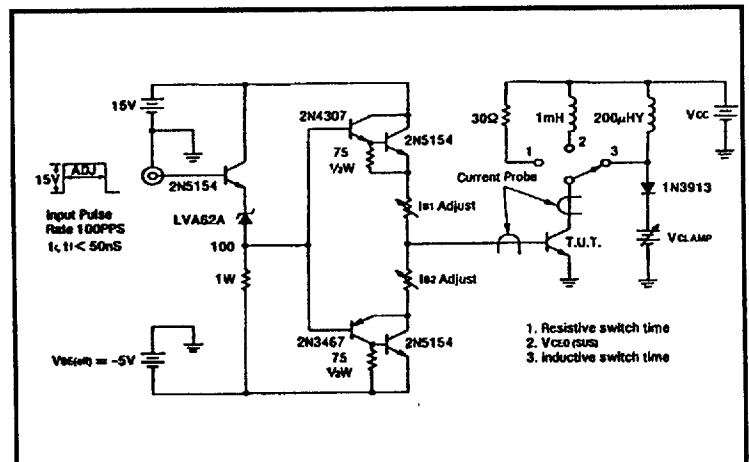 15V
2N4307
2N5154
75
½W
30Ω
1mH
200μHY
VCC
1
2
3
ADJ
15V
2N5154
Input Pulse
Rate 100PPS
tr, tf < 50nS
LVA62A
100
1W
IB1 Adjust
Current Probe
1N3913
VCLAMP
T.U.T.
IB2 Adjust
VBE(off) = –5V
2N3467
75
½W
2N5154
1. Resistive switch time
2. VCEO (SUS)
3. Inductive switch time